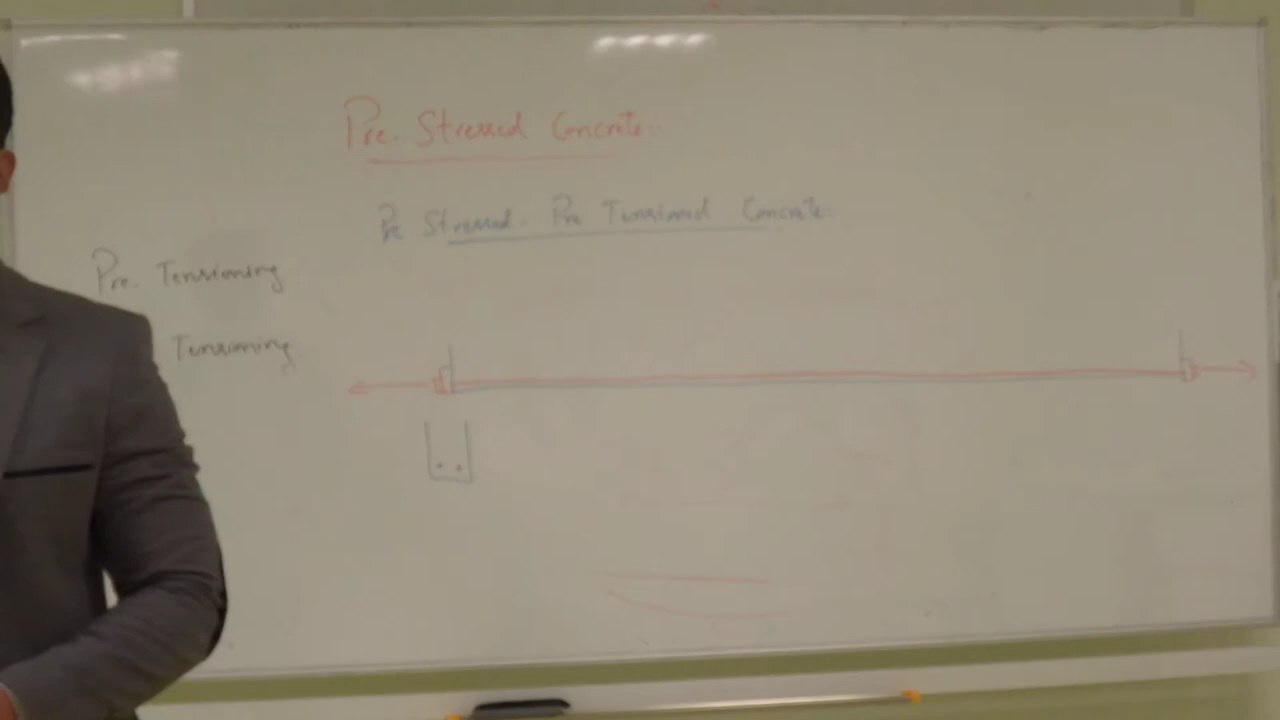 Pre. Stressed Concrete.
Pre Stressed. Pre Tensioned Concrete.
Pre. Tensioning
Tensioning